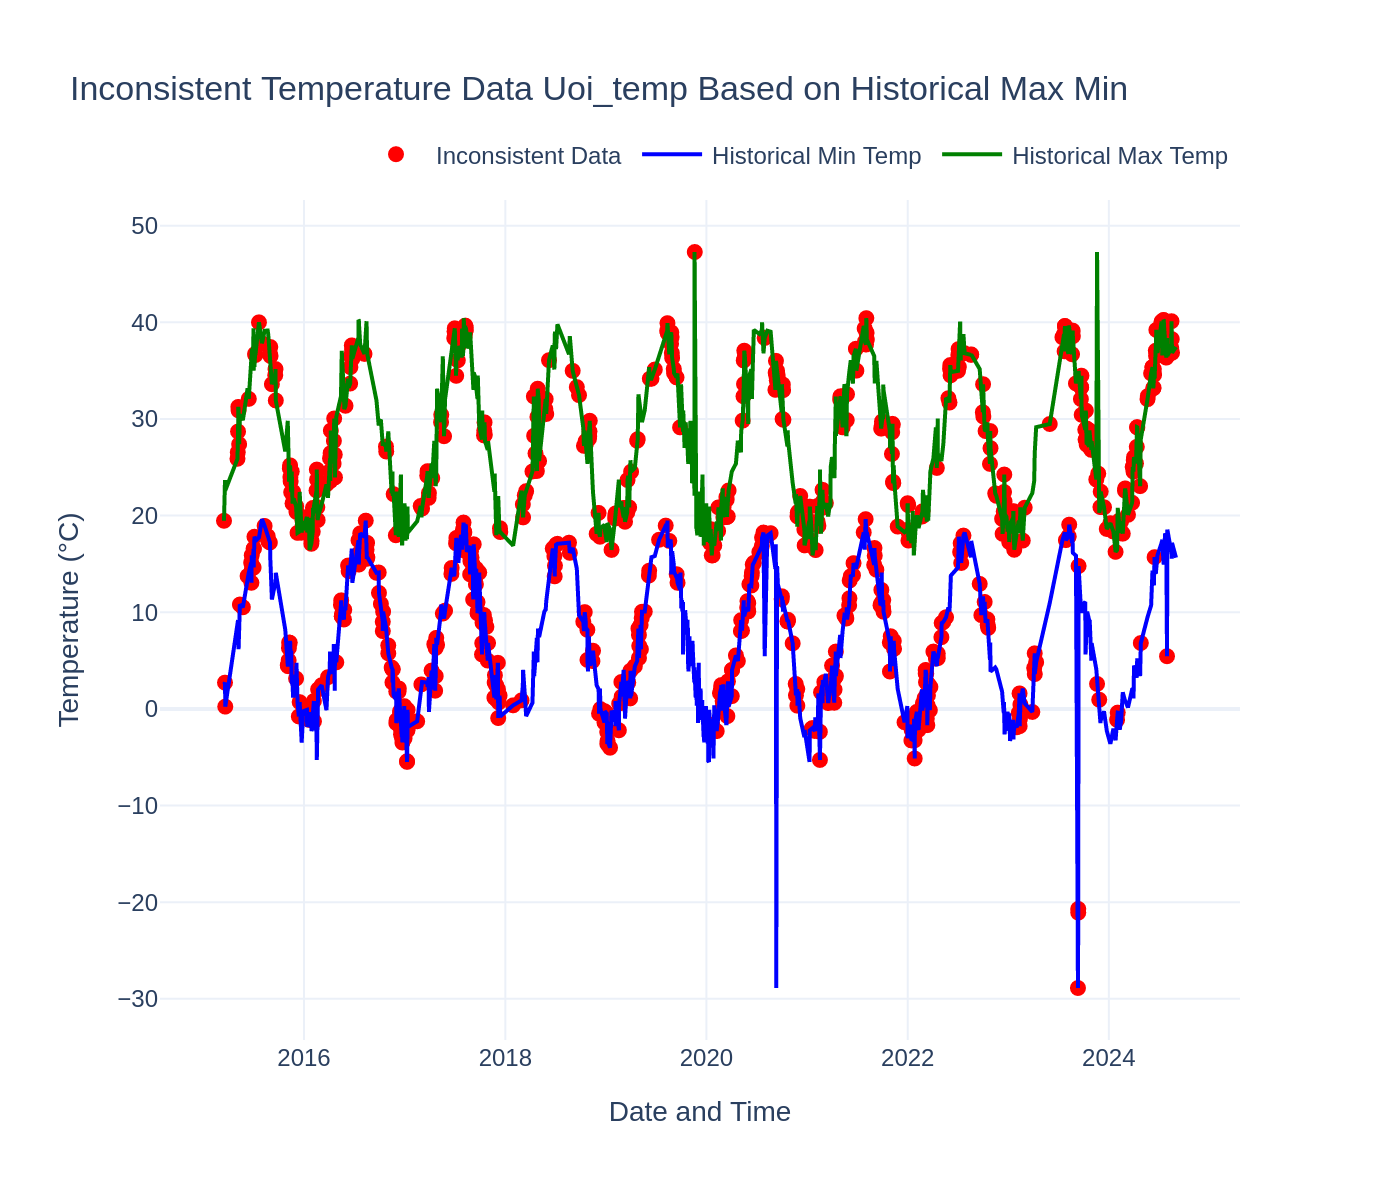 Inconsistent Temperature Data Uoi_temp Based on Historical Max Min
Inconsistent Data
Historical Min Temp
Historical Max Temp
Temperature (°C)
50
40
30
20
10
0
−10
−20
−30
2016
2018
2020
2022
2024
Date and Time